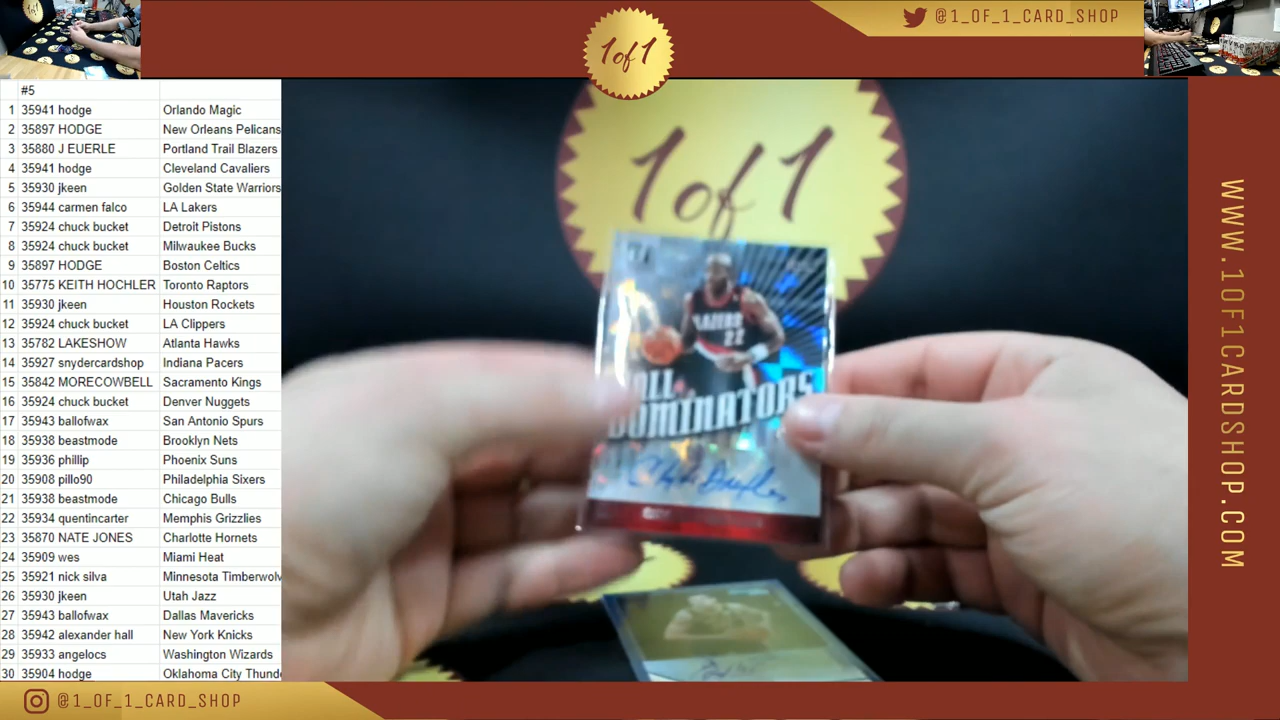 @1_OF_1_CARD_SHOP
1of1
#5
1 35941 hodge Orlando Magic
2 35897 HODGE New Orleans Pelicans
3 35880 J EUERLE Portland Trail Blazers
4 35941 hodge Cleveland Cavaliers
5 35930 jkeen Golden State Warriors
6 35944 carmen falco LA Lakers
7 35924 chuck bucket Detroit Pistons
8 35924 chuck bucket Milwaukee Bucks
9 35897 HODGE Boston Celtics
10 35775 KEITH HOCHLER Toronto Raptors
11 35930 jkeen Houston Rockets
12 35924 chuck bucket LA Clippers
13 35782 LAKESHOW Atlanta Hawks
14 35927 snydercardshop Indiana Pacers
15 35842 MORECOWBELL Sacramento Kings
16 35924 chuck bucket Denver Nuggets
17 35943 ballofwax San Antonio Spurs
18 35938 beastmode Brooklyn Nets
19 35936 phillip Phoenix Suns
20 35908 pillo90 Philadelphia Sixers
21 35938 beastmode Chicago Bulls
22 35934 quentincarter Memphis Grizzlies
23 35870 NATE JONES Charlotte Hornets
24 35909 wes Miami Heat
25 35921 nick silva Minnesota Timberwolv
26 35930 jkeen Utah Jazz
27 35943 ballofwax Dallas Mavericks
28 35942 alexander hall New York Knicks
29 35933 angelocs Washington Wizards
30 35904 hodge Oklahoma City Thunde
1of1
22
DOMINATORS
WWW.1OF1CARDSHOP.COM
@1_OF_1_CARD_SHOP